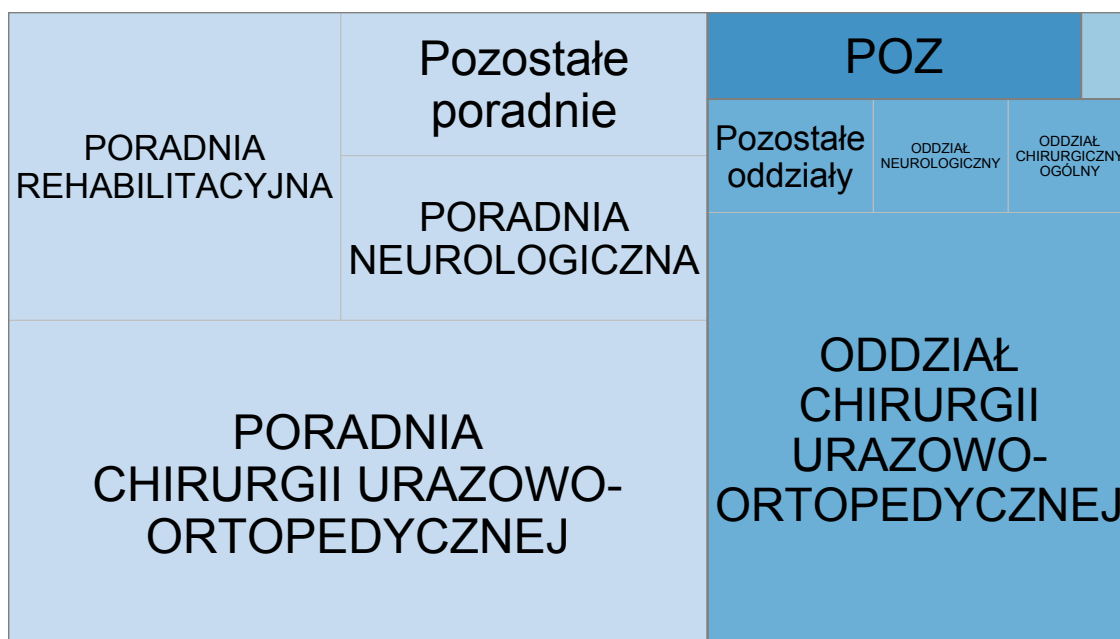 PORADNIA
REHABILITACYJNA
Pozostałe
poradnie
PORADNIA
NEUROLOGICZNA
PORADNIA
CHIRURGII URAZOWO-
ORTOPEDYCZNEJ
POZ
Pozostałe
oddziały
ODDZIAŁ
NEUROLOGICZNY
ODDZIAŁ
CHIRURGICZNY
OGÓLNY
ODDZIAŁ
CHIRURGII
URAZOWO-
ORTOPEDYCZNEJ